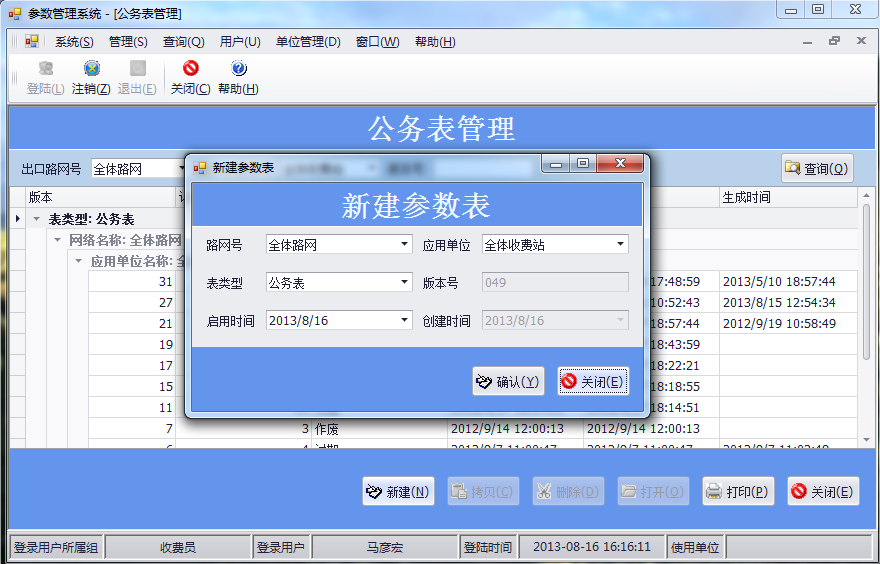 参数管理系统 - [公务表管理]
系统(S) 管理(S) 查询(Q) 用户(U) 单位管理(D) 窗口(W) 帮助(H)
登陆(L) 注销(Z) 退出(E) 关闭(C) 帮助(H)
公务表管理
出口路网号 全体路网 查询(Q)
新建参数表
新建参数表
版本 生成时间
表类型: 公务表
网络名称: 全体路网
应用单位名称:
路网号 全体路网 应用单位 全体收费站
表类型 公务表 版本号 049
启用时间 2013/8/16 创建时间 2013/8/16
确认(Y) 关闭(E)
31 17:48:59 2013/5/10 18:57:44
27 10:52:43 2013/8/15 12:54:34
21 18:57:44 2012/9/19 10:58:49
19 18:43:59
17 18:22:21
15 18:18:55
11 18:14:51
7 3 作废 2012/9/14 12:00:13 2012/9/14 12:00:13
新建(N) 拷贝(C) 删除(D) 打开(O) 打印(P) 关闭(E)
登录用户所属组 收费员 登录用户 马彦宏 登陆时间 2013-08-16 16:16:11 使用单位